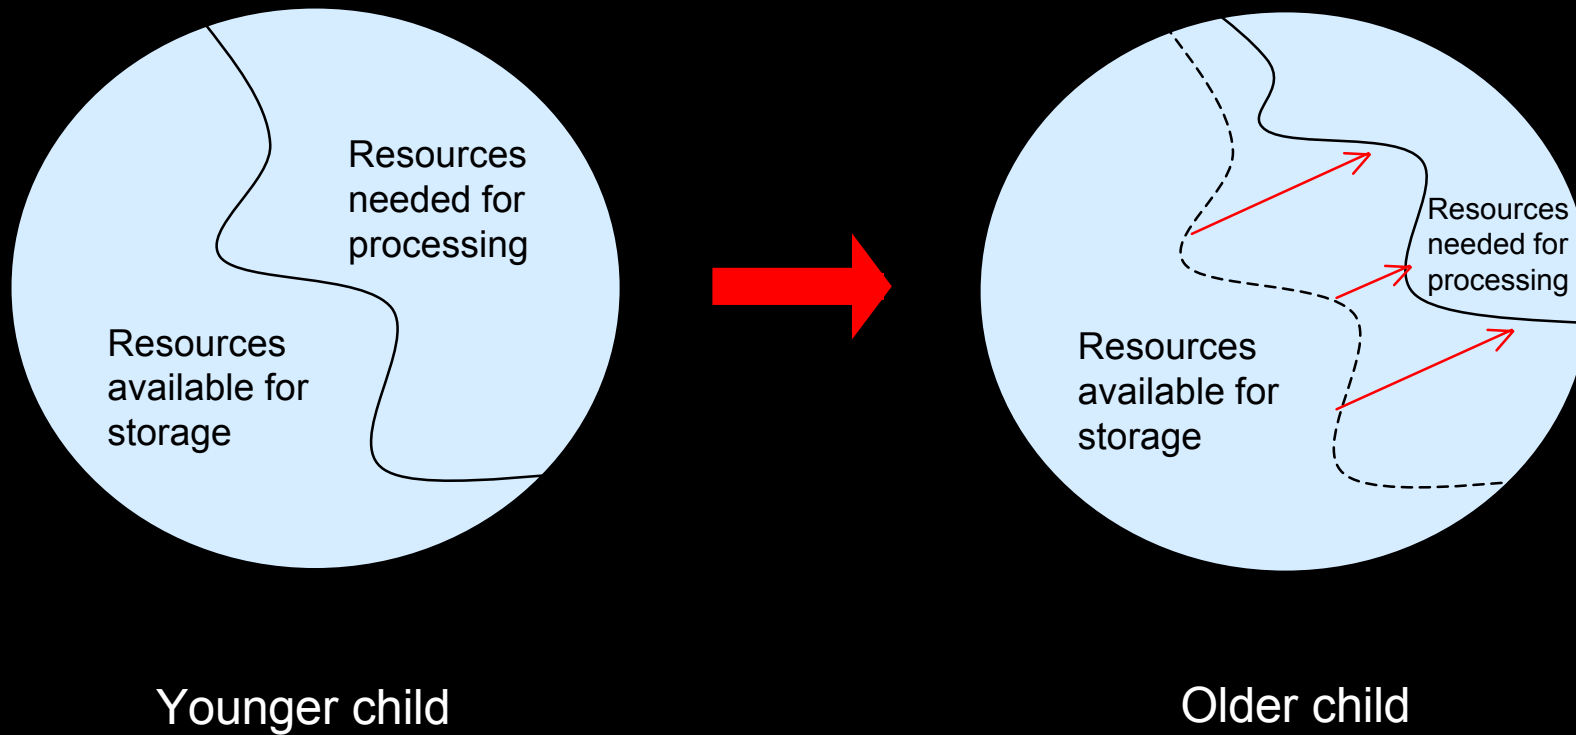 Resources
needed for
processing
Resources
available for
storage
Younger child
Resources
needed for
processing
Resources
available for
storage
Older child